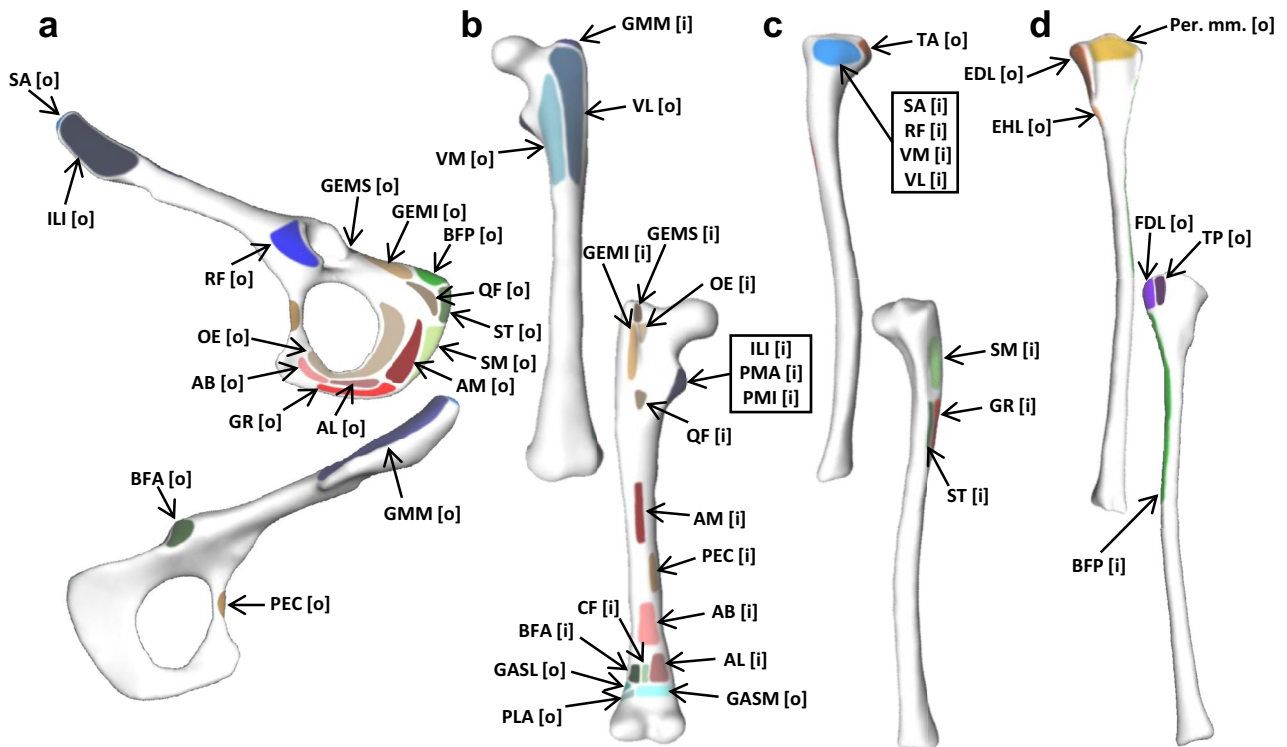 a
SA [o]
ILI [o]
GEMS [o]
GEMI [o]
BFP [o]
RF [o]
QF [o]
ST [o]
OE [o]
SM [o]
AB [o]
AM [o]
GR [o]
AL [o]
BFA [o]
GMM [o]
PEC [o]
b
GMM [i]
VL [o]
VM [o]
GEMS [i]
GEMI [i]
OE [i]
ILI [i]
PMA [i]
PMI [i]
QF [i]
AM [i]
PEC [i]
CF [i]
AB [i]
BFA [i]
AL [i]
GASL [o]
GASM [o]
PLA [o]
c
TA [o]
SA [i]
RF [i]
VM [i]
VL [i]
SM [i]
GR [i]
ST [i]
d
Per. mm. [o]
EDL [o]
EHL [o]
FDL [o]
TP [o]
BFP [i]